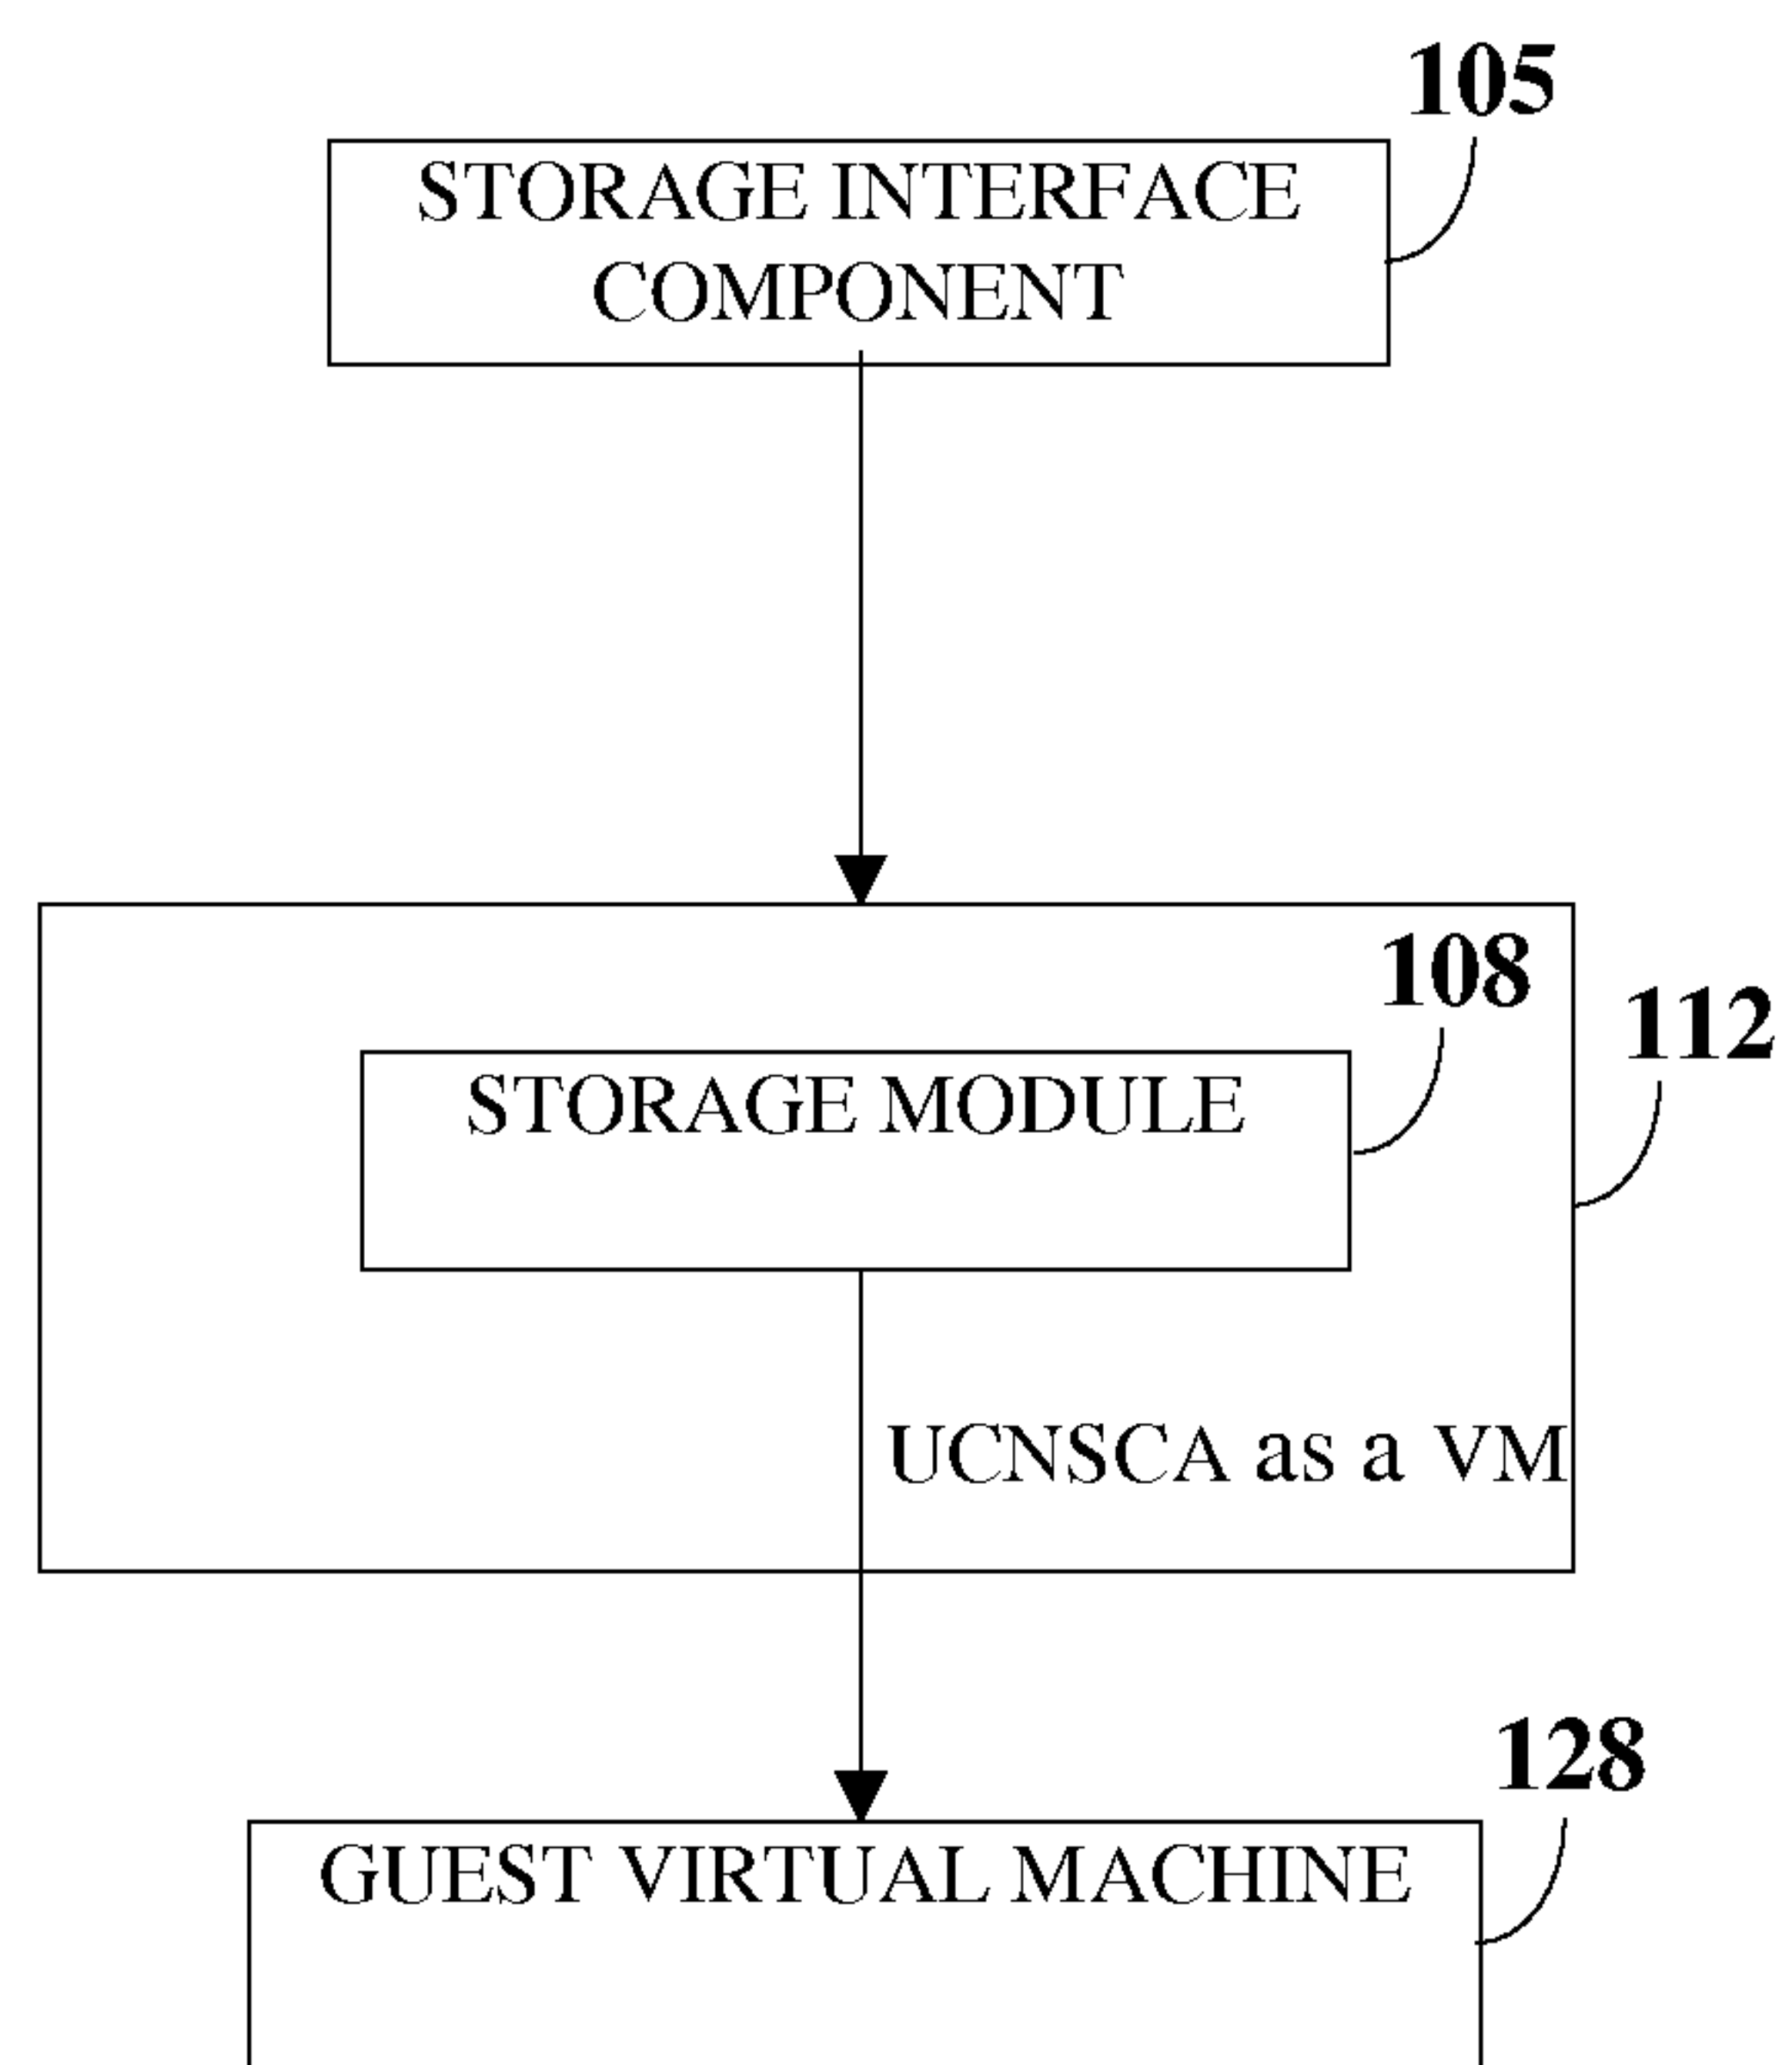 105
STORAGE INTERFACE
COMPONENT
108
112
STORAGE MODULE
UCNSCA as a VM
128
GUEST VIRTUAL MACHINE